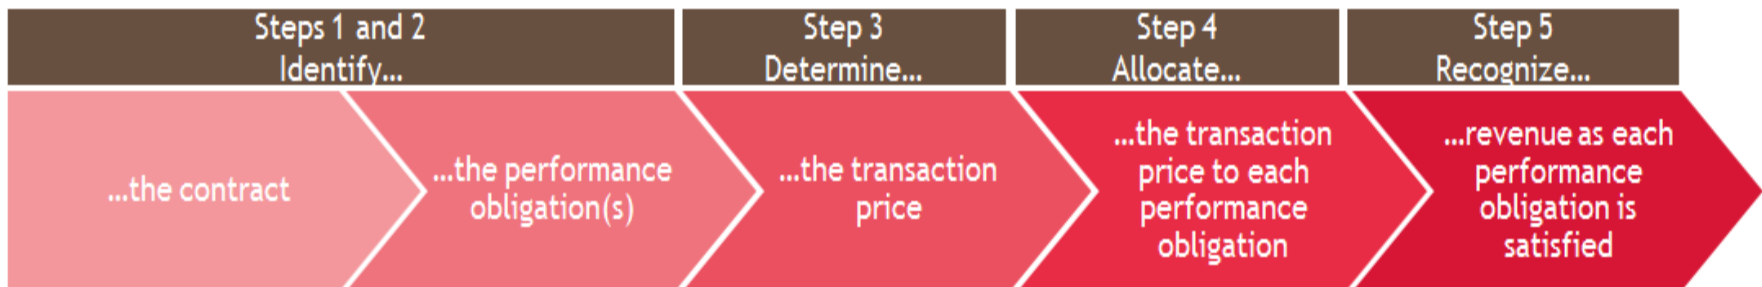 Steps 1 and 2
Identify...
Step 3
Determine...
Step 4
Allocate...
Step 5
Recognize...
...the contract
...the performance
obligation(s)
...the transaction
price
...the transaction
price to each
performance
obligation
...revenue as each
performance
obligation is
satisfied